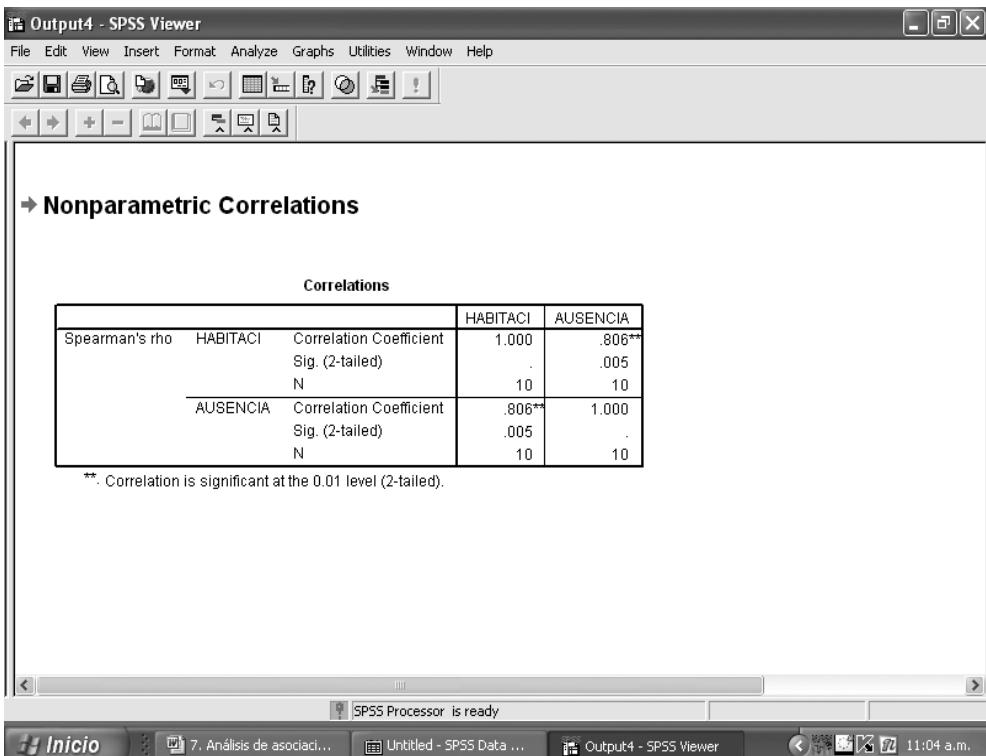 Output4 - SPSS Viewer
File Edit View Insert Format Analyze Graphs Utilities Window Help
Nonparametric Correlations
Correlations
HABITACI AUSENCIA
Spearman's rho HABITACI Correlation Coefficient 1.000 .806**
Sig. (2-tailed) . .005
N 10 10
AUSENCIA Correlation Coefficient .806** 1.000
Sig. (2-tailed) .005 .
N 10 10
**. Correlation is significant at the 0.01 level (2-tailed).
SPSS Processor is ready
Inicio 7. Análisis de asociaci... Untitled - SPSS Data ... Output4 - SPSS Viewer 11:04 a.m.